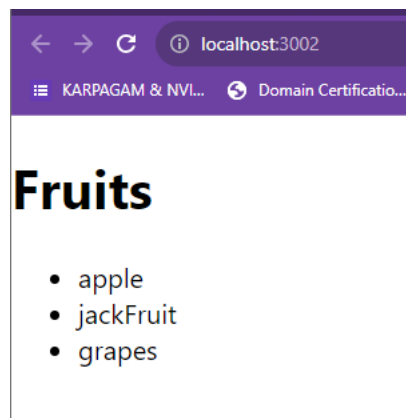 localhost:3002
KARPAGAM & NVI... Domain Certificatio...
Fruits
apple
jackFruit
grapes